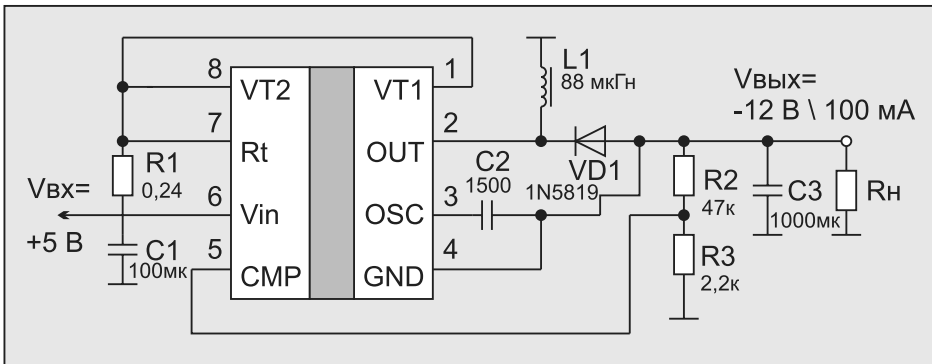 8
VT2
VT1
1
L1
88 мкГн
Vвых=
-12 В \ 100 мА
7
Rt
OUT
2
R1
0,24
C2
1500
VD1
1N5819
R2
47к
C3
1000мк
Rн
Vвх=
+5 В
6
Vin
OSC
3
C1
100мк
5
CMP
GND
4
R3
2,2к